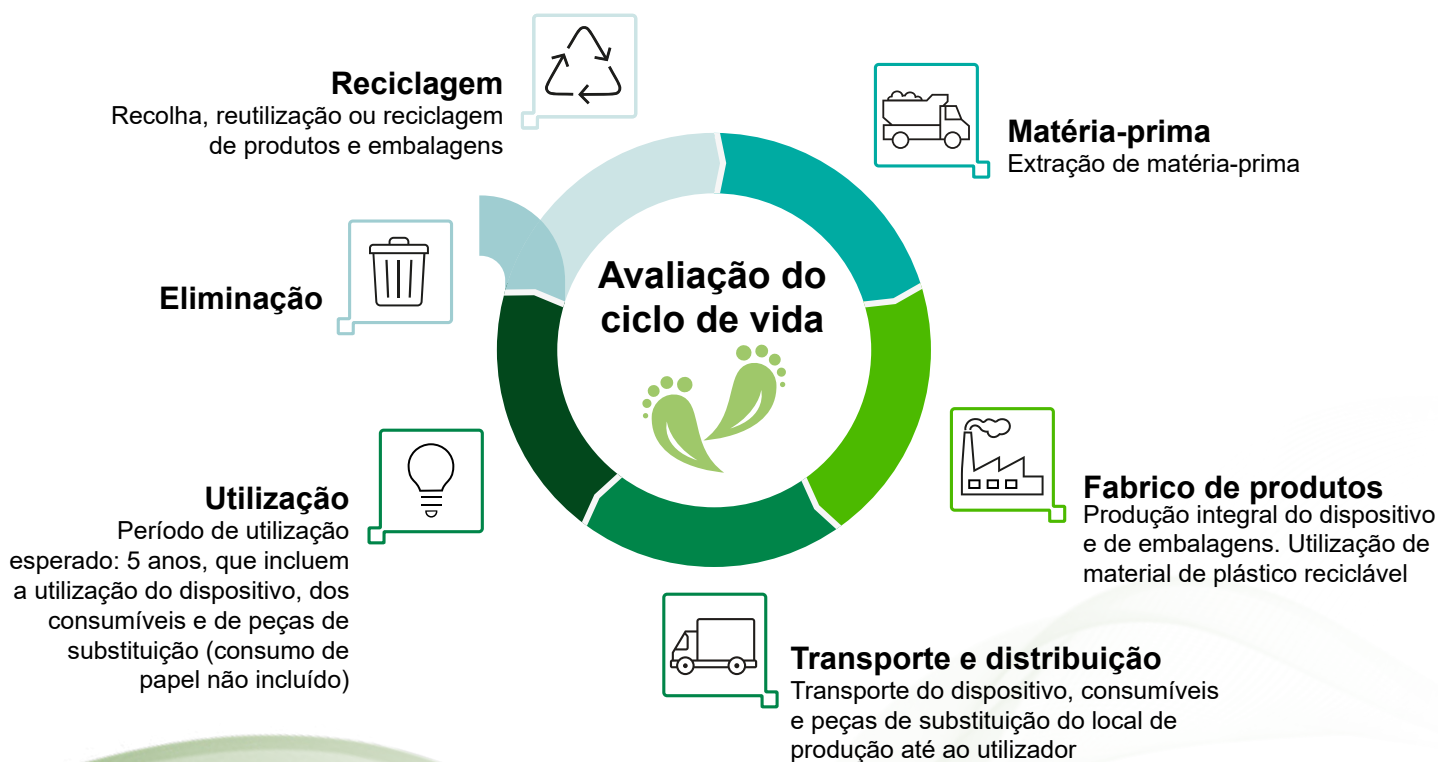 Reciclagem
Recolha, reutilização ou reciclagem
de produtos e embalagens
Matéria-prima
Extração de matéria-prima
Eliminação
Avaliação do
ciclo de vida
Utilização
Período de utilização
esperado: 5 anos, que incluem
a utilização do dispositivo, dos
consumíveis e de peças de
substituição (consumo de
papel não incluído)
Fabrico de produtos
Produção integral do dispositivo
e de embalagens. Utilização de
material de plástico reciclável
Transporte e distribuição
Transporte do dispositivo, consumíveis
e peças de substituição do local de
produção até ao utilizador